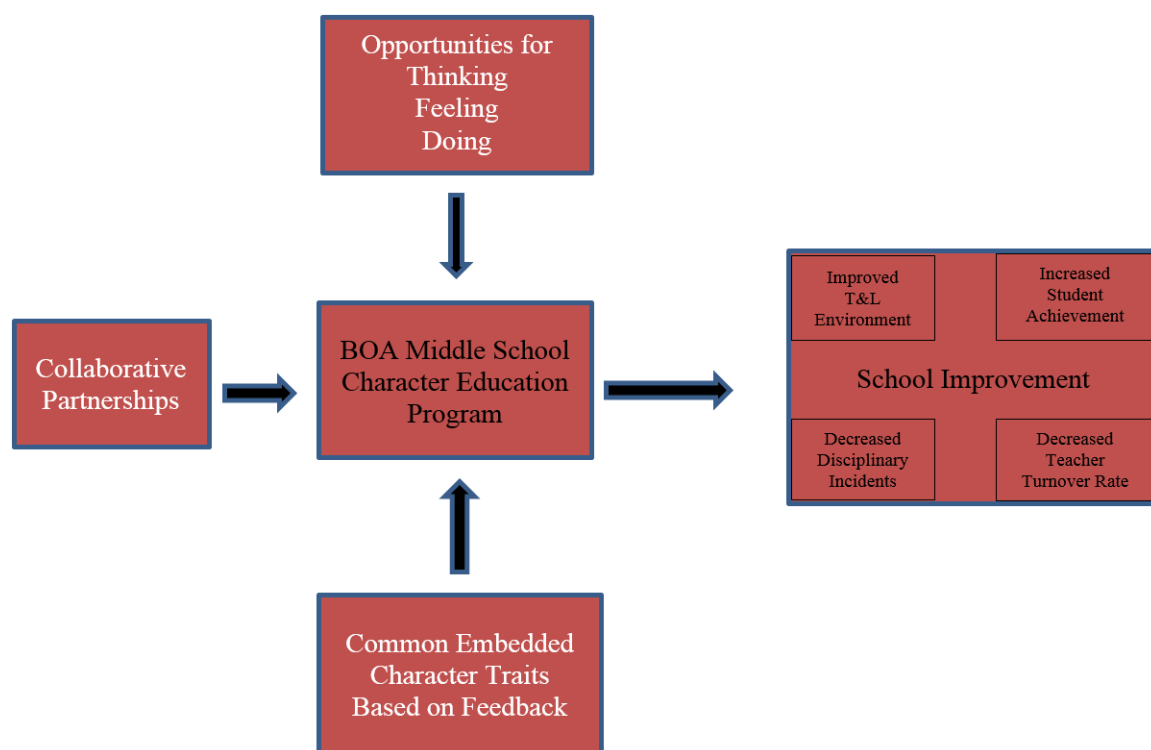 Opportunities for
Thinking
Feeling
Doing
Collaborative
Partnerships
BOA Middle School
Character Education
Program
Common Embedded
Character Traits
Based on Feedback
Improved
T&L
Environment
Increased
Student
Achievement
School Improvement
Decreased
Disciplinary
Incidents
Decreased
Teacher
Turnover Rate